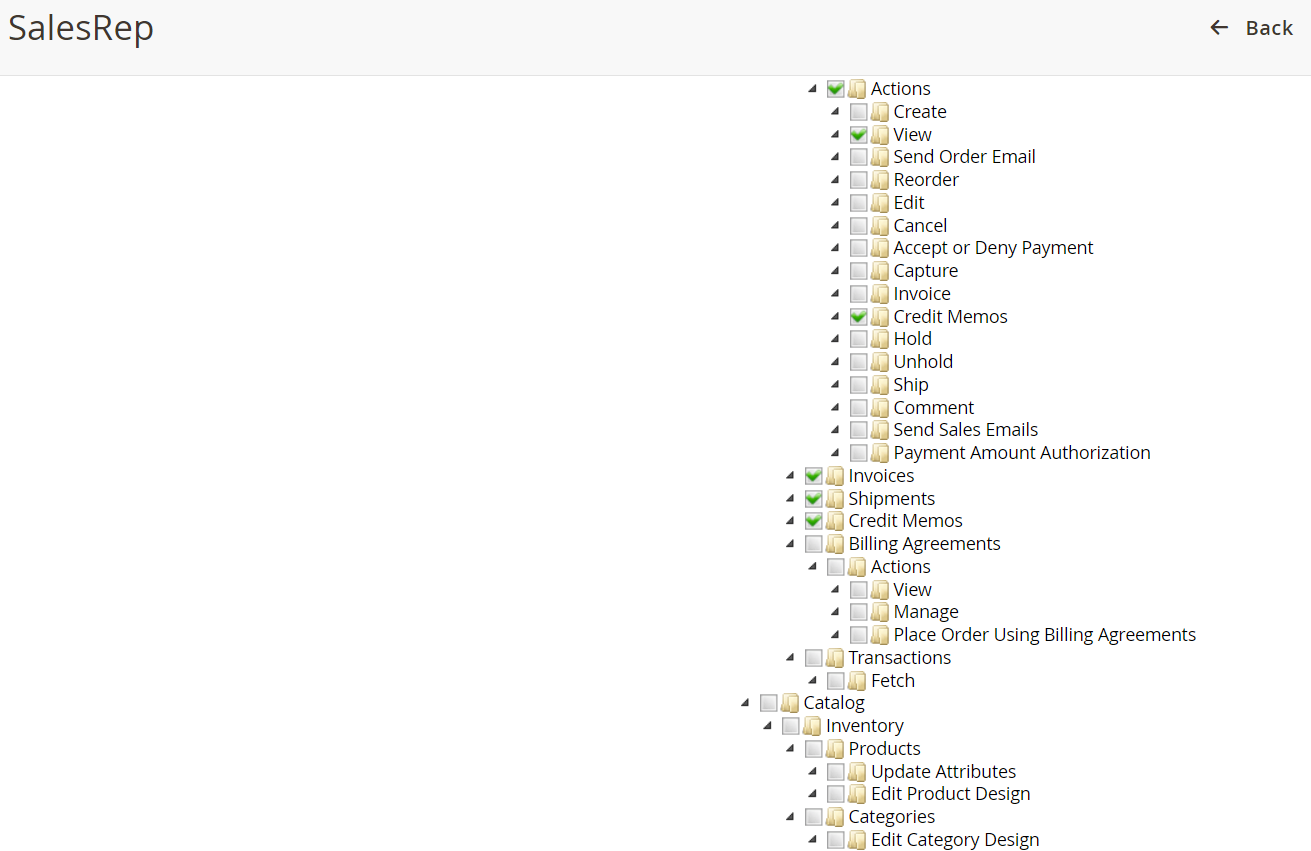 SalesRep
Back
Actions
Create
View
Send Order Email
Reorder
Edit
Cancel
Accept or Deny Payment
Capture
Invoice
Credit Memos
Hold
Unhold
Ship
Comment
Send Sales Emails
Payment Amount Authorization
Invoices
Shipments
Credit Memos
Billing Agreements
Actions
View
Manage
Place Order Using Billing Agreements
Transactions
Fetch
Catalog
Inventory
Products
Update Attributes
Edit Product Design
Categories
Edit Category Design